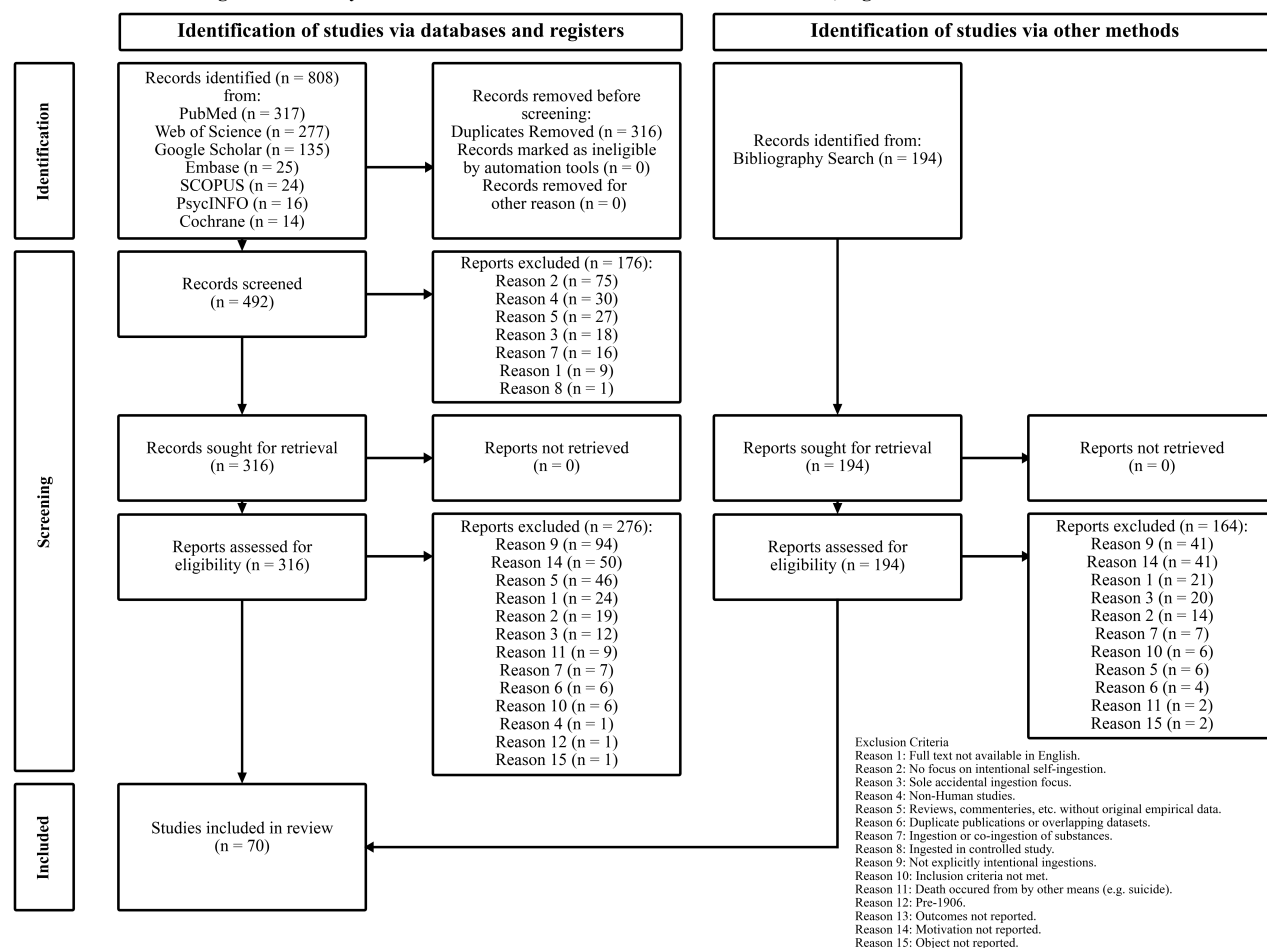 Identification of studies via databases and registers
Identification of studies via other methods
Identification
Records identified (n = 808)
from:
PubMed (n = 317)
Web of Science (n = 277)
Google Scholar (n = 135)
Embase (n = 25)
SCOPUS (n = 24)
PsycINFO (n = 16)
Cochrane (n = 14)
Records removed before
screening:
Duplicates Removed (n = 316)
Records marked as ineligible
by automation tools (n = 0)
Records removed for
other reason (n = 0)
Records identified from:
Bibliography Search (n = 194)
Screening
Records screened
(n = 492)
Reports excluded (n = 176):
Reason 2 (n = 75)
Reason 4 (n = 30)
Reason 5 (n = 27)
Reason 3 (n = 18)
Reason 7 (n = 16)
Reason 1 (n = 9)
Reason 8 (n = 1)
Records sought for retrieval
(n = 316)
Reports not retrieved
(n = 0)
Reports sought for retrieval
(n = 194)
Reports not retrieved
(n = 0)
Reports assessed for
eligibility (n = 316)
Reports excluded (n = 276):
Reason 9 (n = 94)
Reason 14 (n = 50)
Reason 5 (n = 46)
Reason 1 (n = 24)
Reason 2 (n = 19)
Reason 3 (n = 12)
Reason 11 (n = 9)
Reason 7 (n = 7)
Reason 6 (n = 6)
Reason 10 (n = 6)
Reason 4 (n = 1)
Reason 12 (n = 1)
Reason 15 (n = 1)
Reports assessed for
eligibility (n = 194)
Reports excluded (n = 164):
Reason 9 (n = 41)
Reason 14 (n = 41)
Reason 1 (n = 21)
Reason 3 (n = 20)
Reason 2 (n = 14)
Reason 7 (n = 7)
Reason 10 (n = 6)
Reason 5 (n = 6)
Reason 6 (n = 4)
Reason 11 (n = 2)
Reason 15 (n = 2)
Included
Studies included in review
(n = 70)
Exclusion Criteria
Reason 1: Full text not available in English.
Reason 2: No focus on intentional self-ingestion.
Reason 3: Sole accidental ingestion focus.
Reason 4: Non-Human studies.
Reason 5: Reviews, commenteries, etc. without original empirical data.
Reason 6: Duplicate publications or overlapping datasets.
Reason 7: Ingestion or co-ingestion of substances.
Reason 8: Ingested in controlled study.
Reason 9: Not explicitly intentional ingestions.
Reason 10: Inclusion criteria not met.
Reason 11: Death occured from by other means (e.g. suicide).
Reason 12: Pre-1906.
Reason 13: Outcomes not reported.
Reason 14: Motivation not reported.
Reason 15: Object not reported.